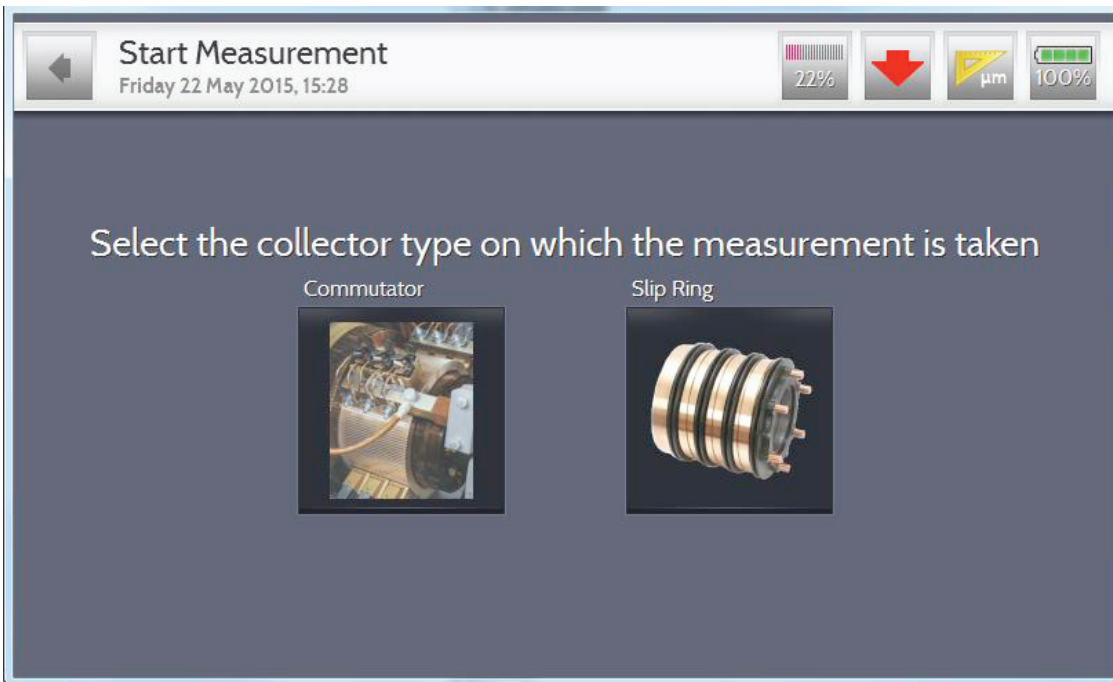 Start Measurement
Friday 22 May 2015, 15:28
22%
µm
100%
Select the collector type on which the measurement is taken
Commutator
Slip Ring